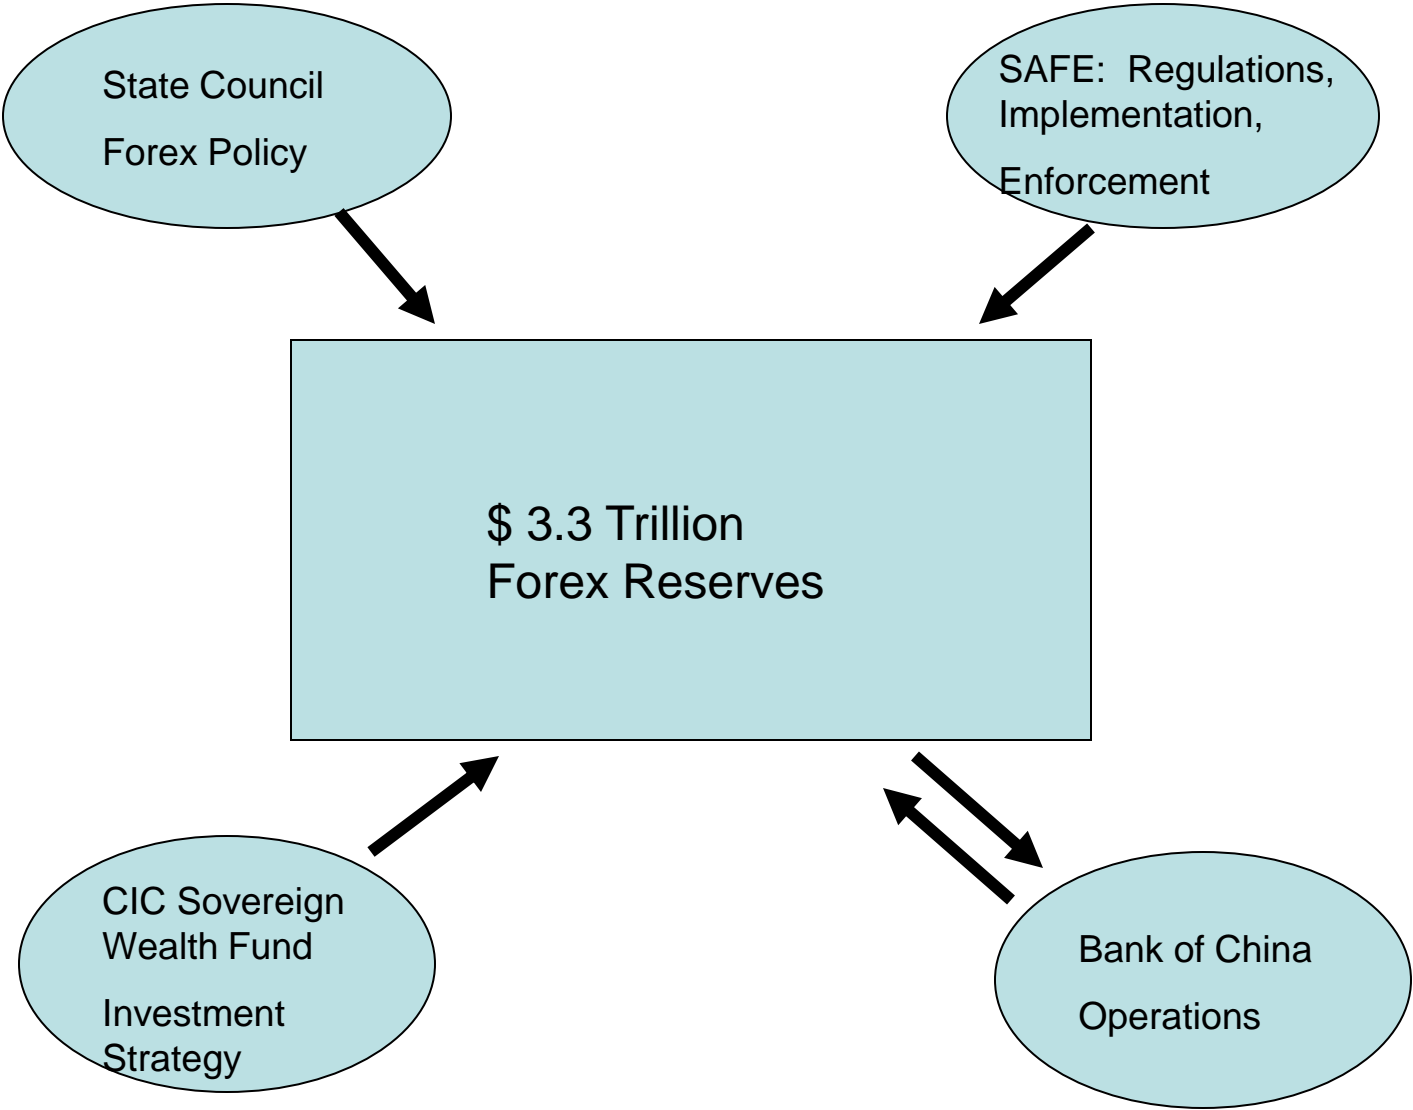 State Council
Forex Policy
SAFE:  Regulations,
Implementation,
Enforcement
$ 3.3 Trillion
Forex Reserves
CIC Sovereign
Wealth Fund
Investment
Strategy
Bank of China
Operations